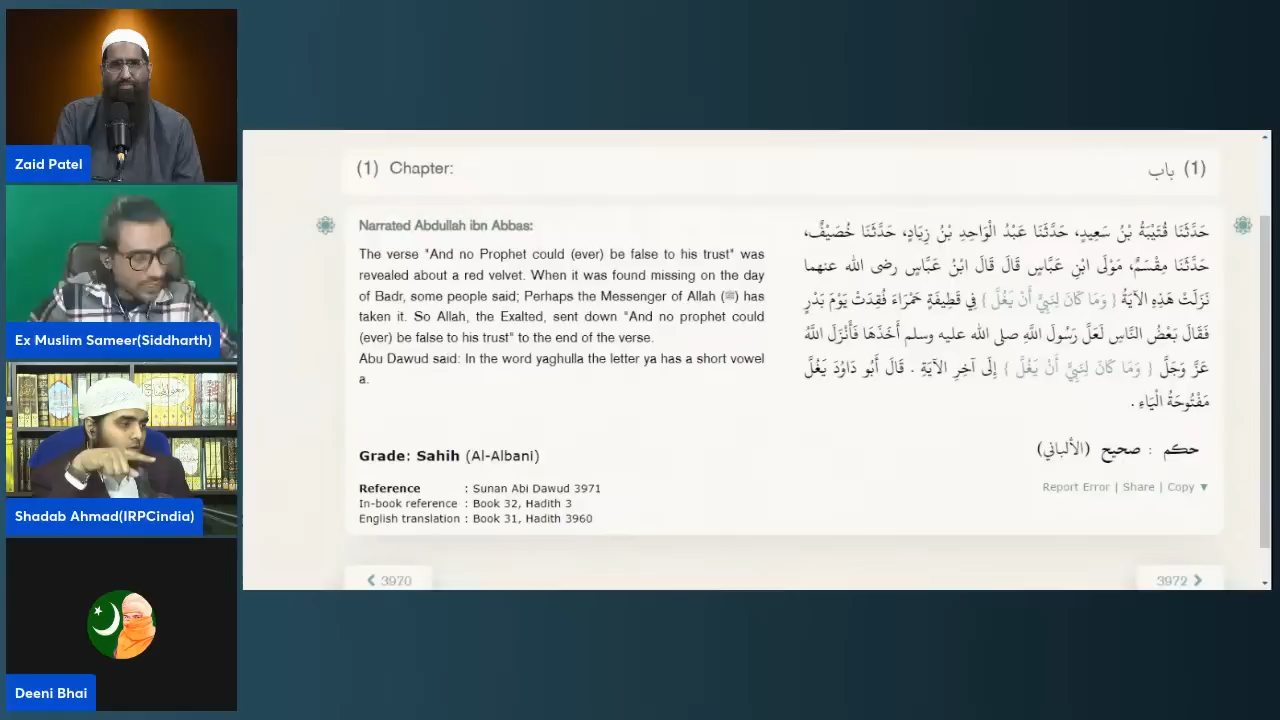 Zaid Patel
Ex Muslim Sameer(Siddharth)
Shadab Ahmad(IRPCindia)
Deeni Bhai
(1) Chapter:
(1) باب
Narrated Abdullah ibn Abbas:
The verse "And no Prophet could (ever) be false to his trust" was
revealed about a red velvet. When it was found missing on the day
of Badr, some people said; Perhaps the Messenger of Allah (ﷺ) has
taken it. So Allah, the Exalted, sent down "And no prophet could
(ever) be false to his trust" to the end of the verse.
Abu Dawud said: In the word yaghulla the letter ya has a short vowel
a.
حَدَّثَنَا قُتَيْبَةُ بْنُ سَعِيدٍ، حَدَّثَنَا عَبْدُ الْوَاحِدِ بْنُ زِيَادٍ، حَدَّثَنَا خُصَيْفٌ،
حَدَّثَنَا مِقْسَمٌ، مَوْلَى ابْنِ عَبَّاسٍ قَالَ قَالَ ابْنُ عَبَّاسٍ رضى الله عنهما
نَزَلَتْ هَذِهِ الآيَةُ { وَمَا كَانَ لِنَبِيٍّ أَنْ يَغُلَّ } فِي قَطِيفَةٍ حَمْرَاءَ فُقِدَتْ يَوْمَ بَدْرٍ
فَقَالَ بَعْضُ النَّاسِ لَعَلَّ رَسُولَ اللَّهِ صلى الله عليه وسلم أَخَذَهَا فَأَنْزَلَ اللَّهُ
عَزَّ وَجَلَّ { وَمَا كَانَ لِنَبِيٍّ أَنْ يَغُلَّ } إِلَى آخِرِ الآيَةِ . قَالَ أَبُو دَاوُدَ يَغُلَّ
مَفْتُوحَةُ الْيَاءِ .
Grade: Sahih (Al-Albani)
حكم : صحيح (الألباني)
Reference : Sunan Abi Dawud 3971
In-book reference : Book 32, Hadith 3
English translation : Book 31, Hadith 3960
Report Error | Share | Copy ▼
3970
3972